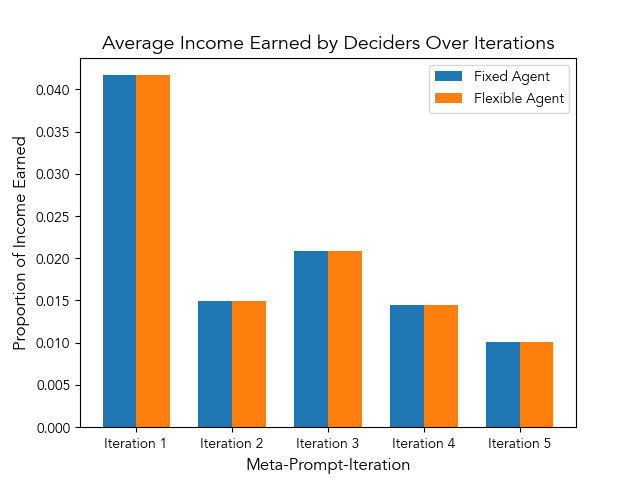 Average Income Earned by Deciders Over Iterations
Fixed Agent
Flexible Agent
Proportion of Income Earned
0.040
0.035
0.030
0.025
0.020
0.015
0.010
0.005
0.000
Iteration 1
Iteration 2
Iteration 3
Iteration 4
Iteration 5
Meta-Prompt-Iteration